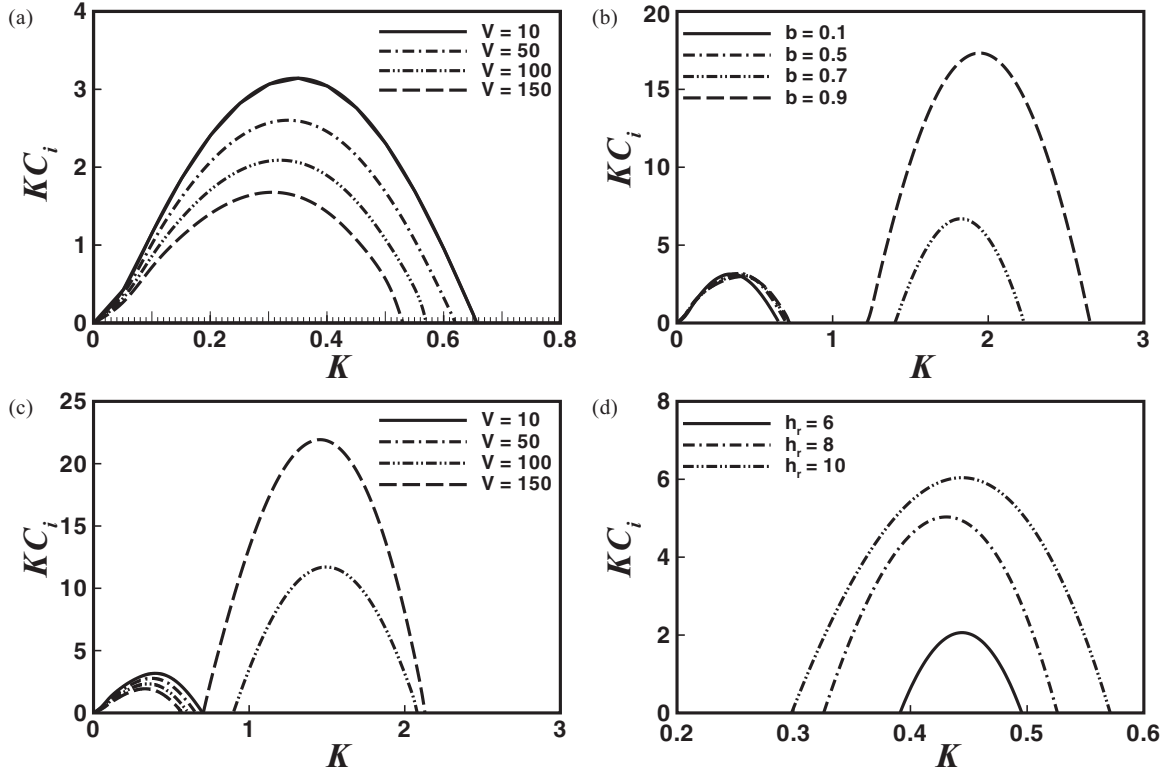 (a)
4
3
2
1
0
KC_i
V = 10
V = 50
V = 100
V = 150
0 0.2 0.4 0.6 0.8
K
(b)
20
15
10
5
0
KC_i
b = 0.1
b = 0.5
b = 0.7
b = 0.9
0 1 2 3
K
(c)
25
20
15
10
5
0
KC_i
V = 10
V = 50
V = 100
V = 150
0 1 2 3
K
(d)
8
6
4
2
0
KC_i
h_r = 6
h_r = 8
h_r = 10
0.2 0.3 0.4 0.5 0.6
K